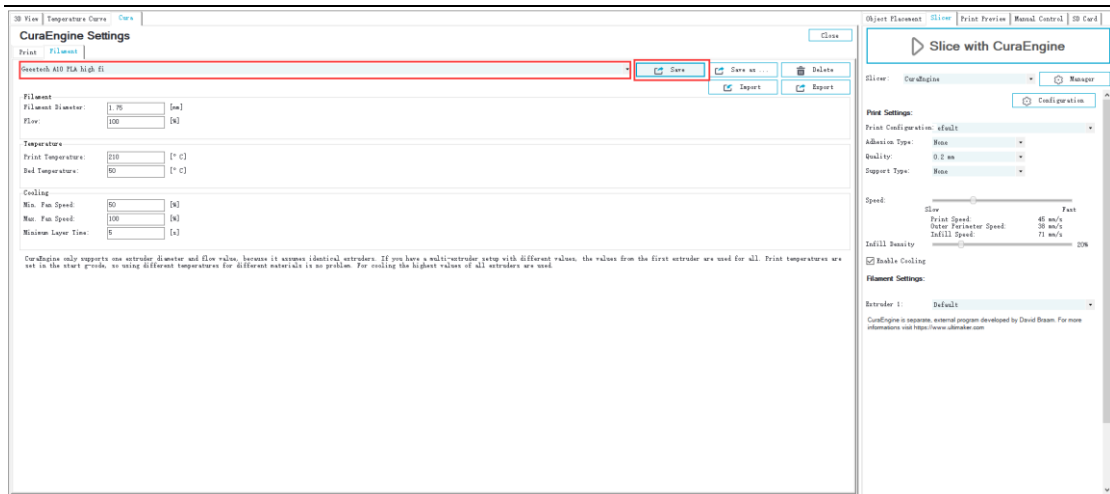 3D View Temperature Curve Cura
CuraEngine Settings
Close
Print Filament
Geeetech A10 PLA high fi
Save
Save as ...
Delete
Import
Export
Filament
Filament Diameter: 1.75 [mm]
Flow: 100 [%]
Temperature
Print Temperature: 210 [° C]
Bed Temperature: 50 [° C]
Cooling
Min. Fan Speed: 50 [%]
Max. Fan Speed: 100 [%]
Minimum Layer Time: 5 [s]
CuraEngine only supports one extruder diameter and flow value, because it assumes identical extruders. If you have a multi-extruder setup with different values, the values from the first extruder are used for all. Print temperatures are
set in the start g-code, so using different temperatures for different materials is no problem. For cooling the highest values of all extruders are used.
Object Placement Slicer Print Preview Manual Control SD Card
Slice with CuraEngine
Slicer: CuraEngine Manager
Configuration
Print Settings:
Print Configuration: efault
Adhesion Type: None
Quality: 0.2 mm
Support Type: None
Speed:
Slow Fast
Print Speed: 45 mm/s
Outer Perimeter Speed: 38 mm/s
Infill Speed: 71 mm/s
Infill Density 20%
Enable Cooling
Filament Settings:
Extruder 1: Default
CuraEngine is separate, external program developed by David Braam. For more
informations visit https://www.ultimaker.com